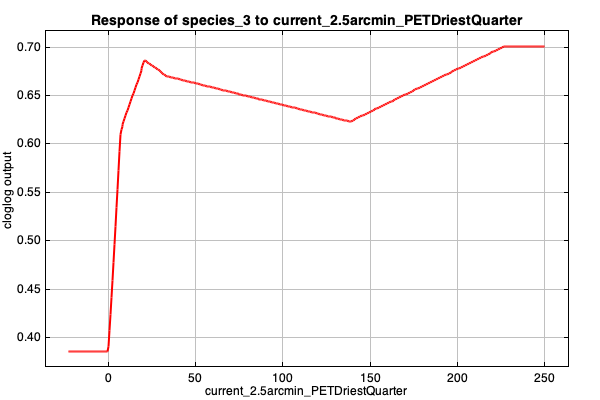 Response of species_3 to current_2.5arcmin_PETDriestQuarter
cloglog output
0.70
0.65
0.60
0.55
0.50
0.45
0.40
0 50 100 150 200 250
current_2.5arcmin_PETDriestQuarter